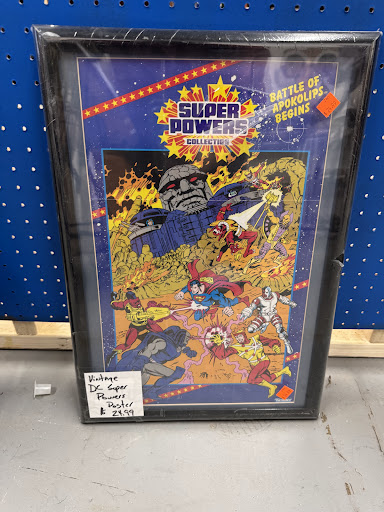 SUPER
POWERS
COLLECTION
BATTLE OF
APOKOLIPS
BEGINS
Vintage
DC Super
Powers
Poster
24.99